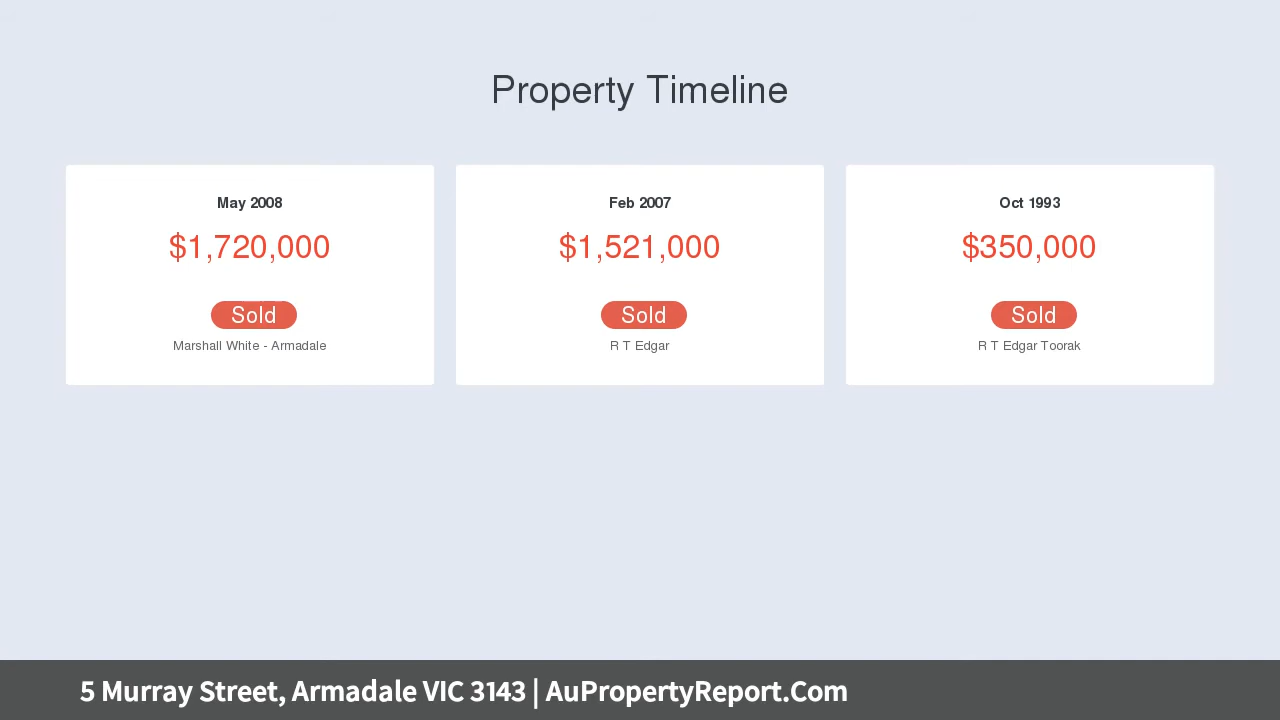 Property Timeline
May 2008
$1,720,000
Sold
Marshall White - Armadale
Feb 2007
$1,521,000
Sold
R T Edgar
Oct 1993
$350,000
Sold
R T Edgar Toorak
5 Murray Street, Armadale VIC 3143 | AuPropertyReport.Com